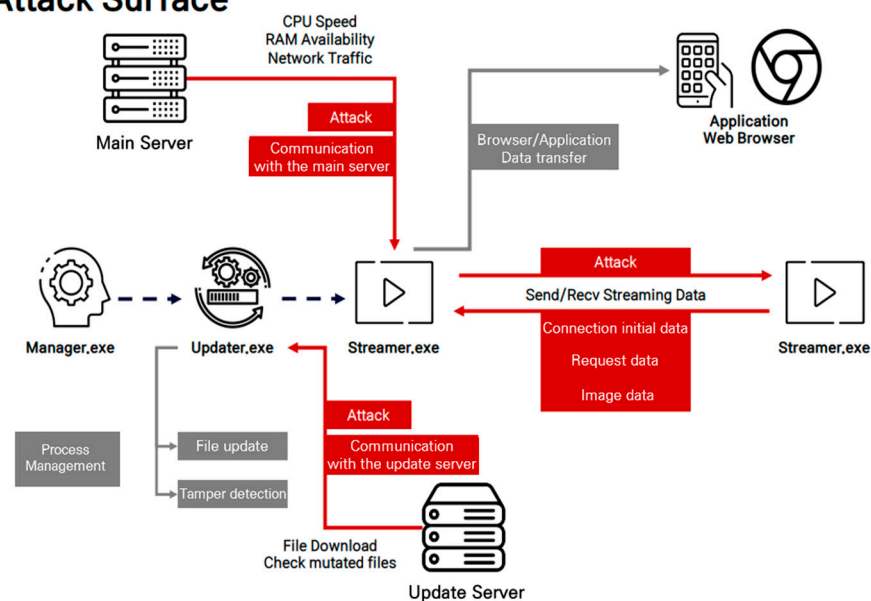 Attack Surface
CPU Speed
RAM Availability
Network Traffic
Main Server
Attack
Communication
with the main server
Browser/Application
Data transfer
Application
Web Browser
Manager.exe
Updater.exe
Streamer.exe
Attack
Send/Recv Streaming Data
Connection initial data
Request data
Image data
Streamer.exe
Process
Management
File update
Tamper detection
Attack
Communication
with the update server
File Download
Check mutated files
Update Server